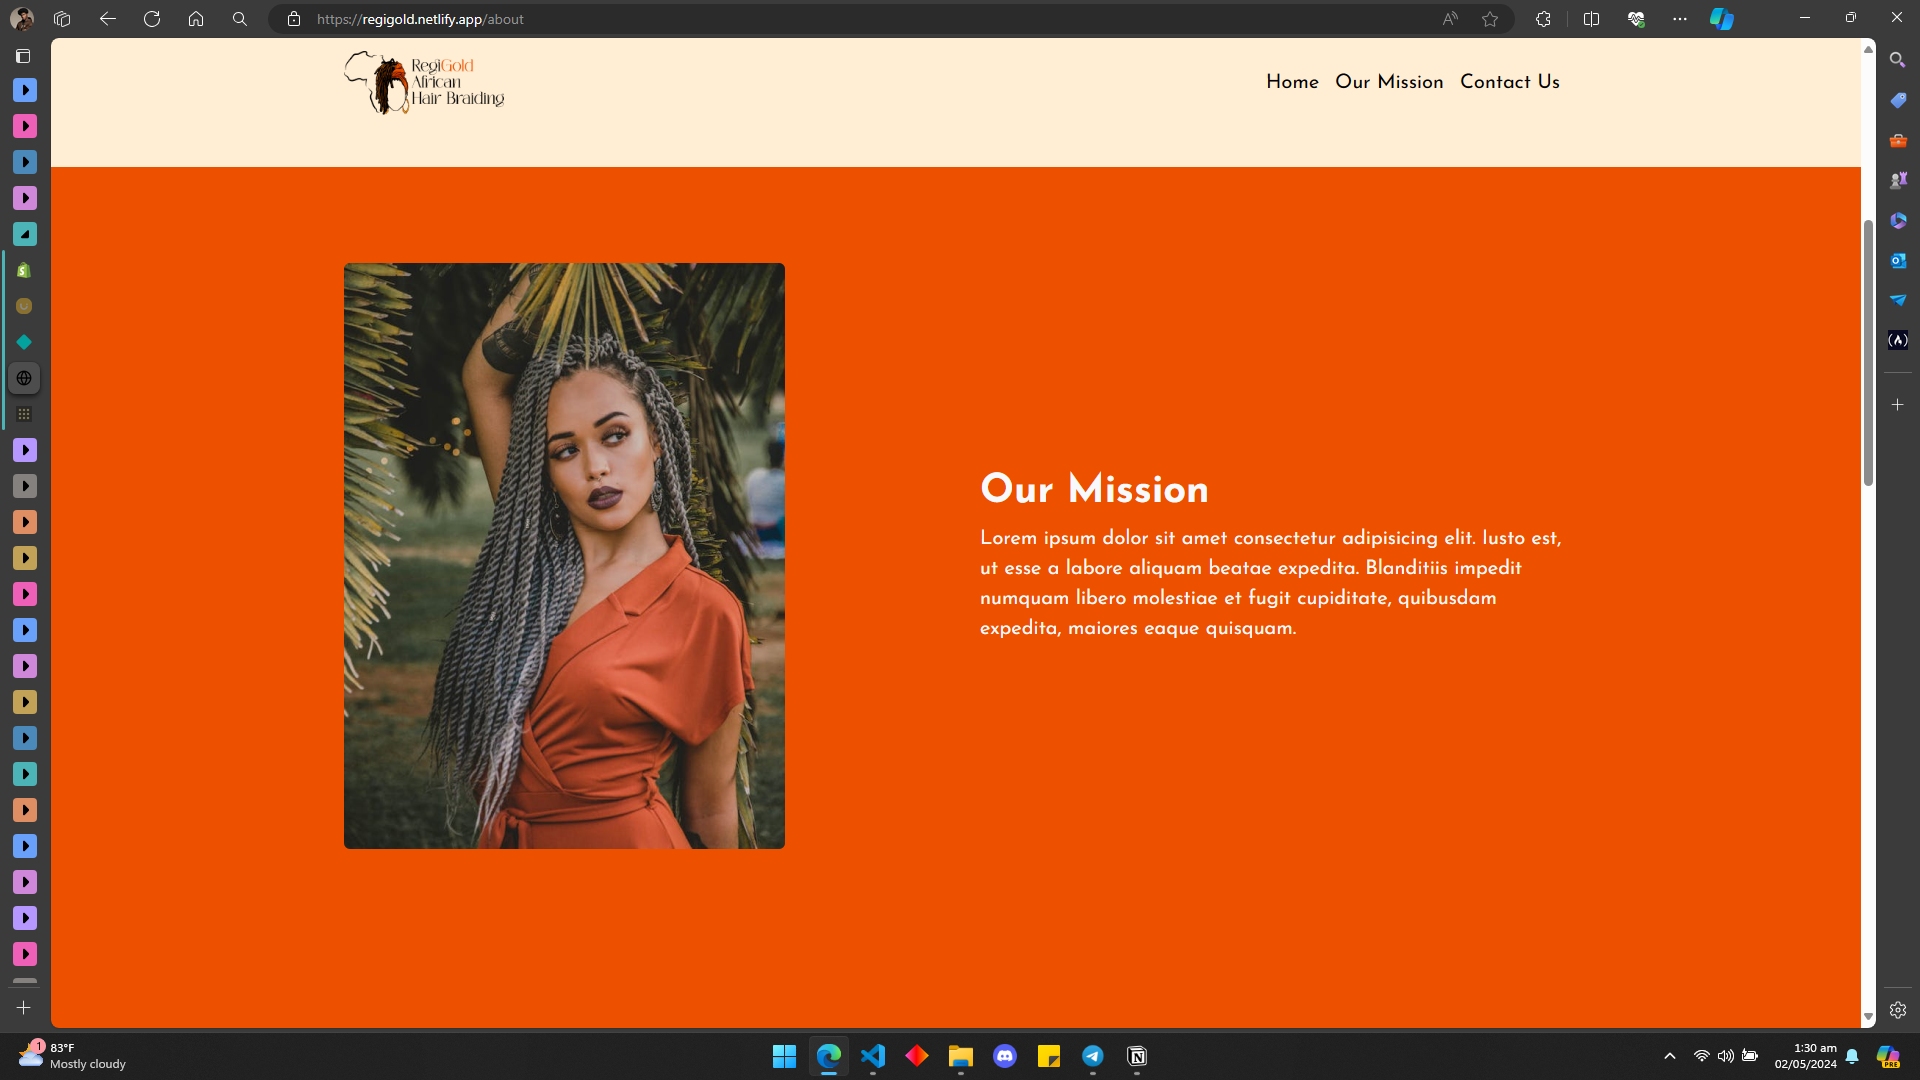 https://regigold.netlify.app/about
RegiGold
African
Hair Braiding
Home Our Mission Contact Us
Our Mission
Lorem ipsum dolor sit amet consectetur adipisicing elit. Iusto est,
ut esse a labore aliquam beatae expedita. Blanditiis impedit
numquam libero molestiae et fugit cupiditate, quibusdam
expedita, maiores eaque quisquam.
1
83°F
Mostly cloudy
1:30 am
02/05/2024
PRE